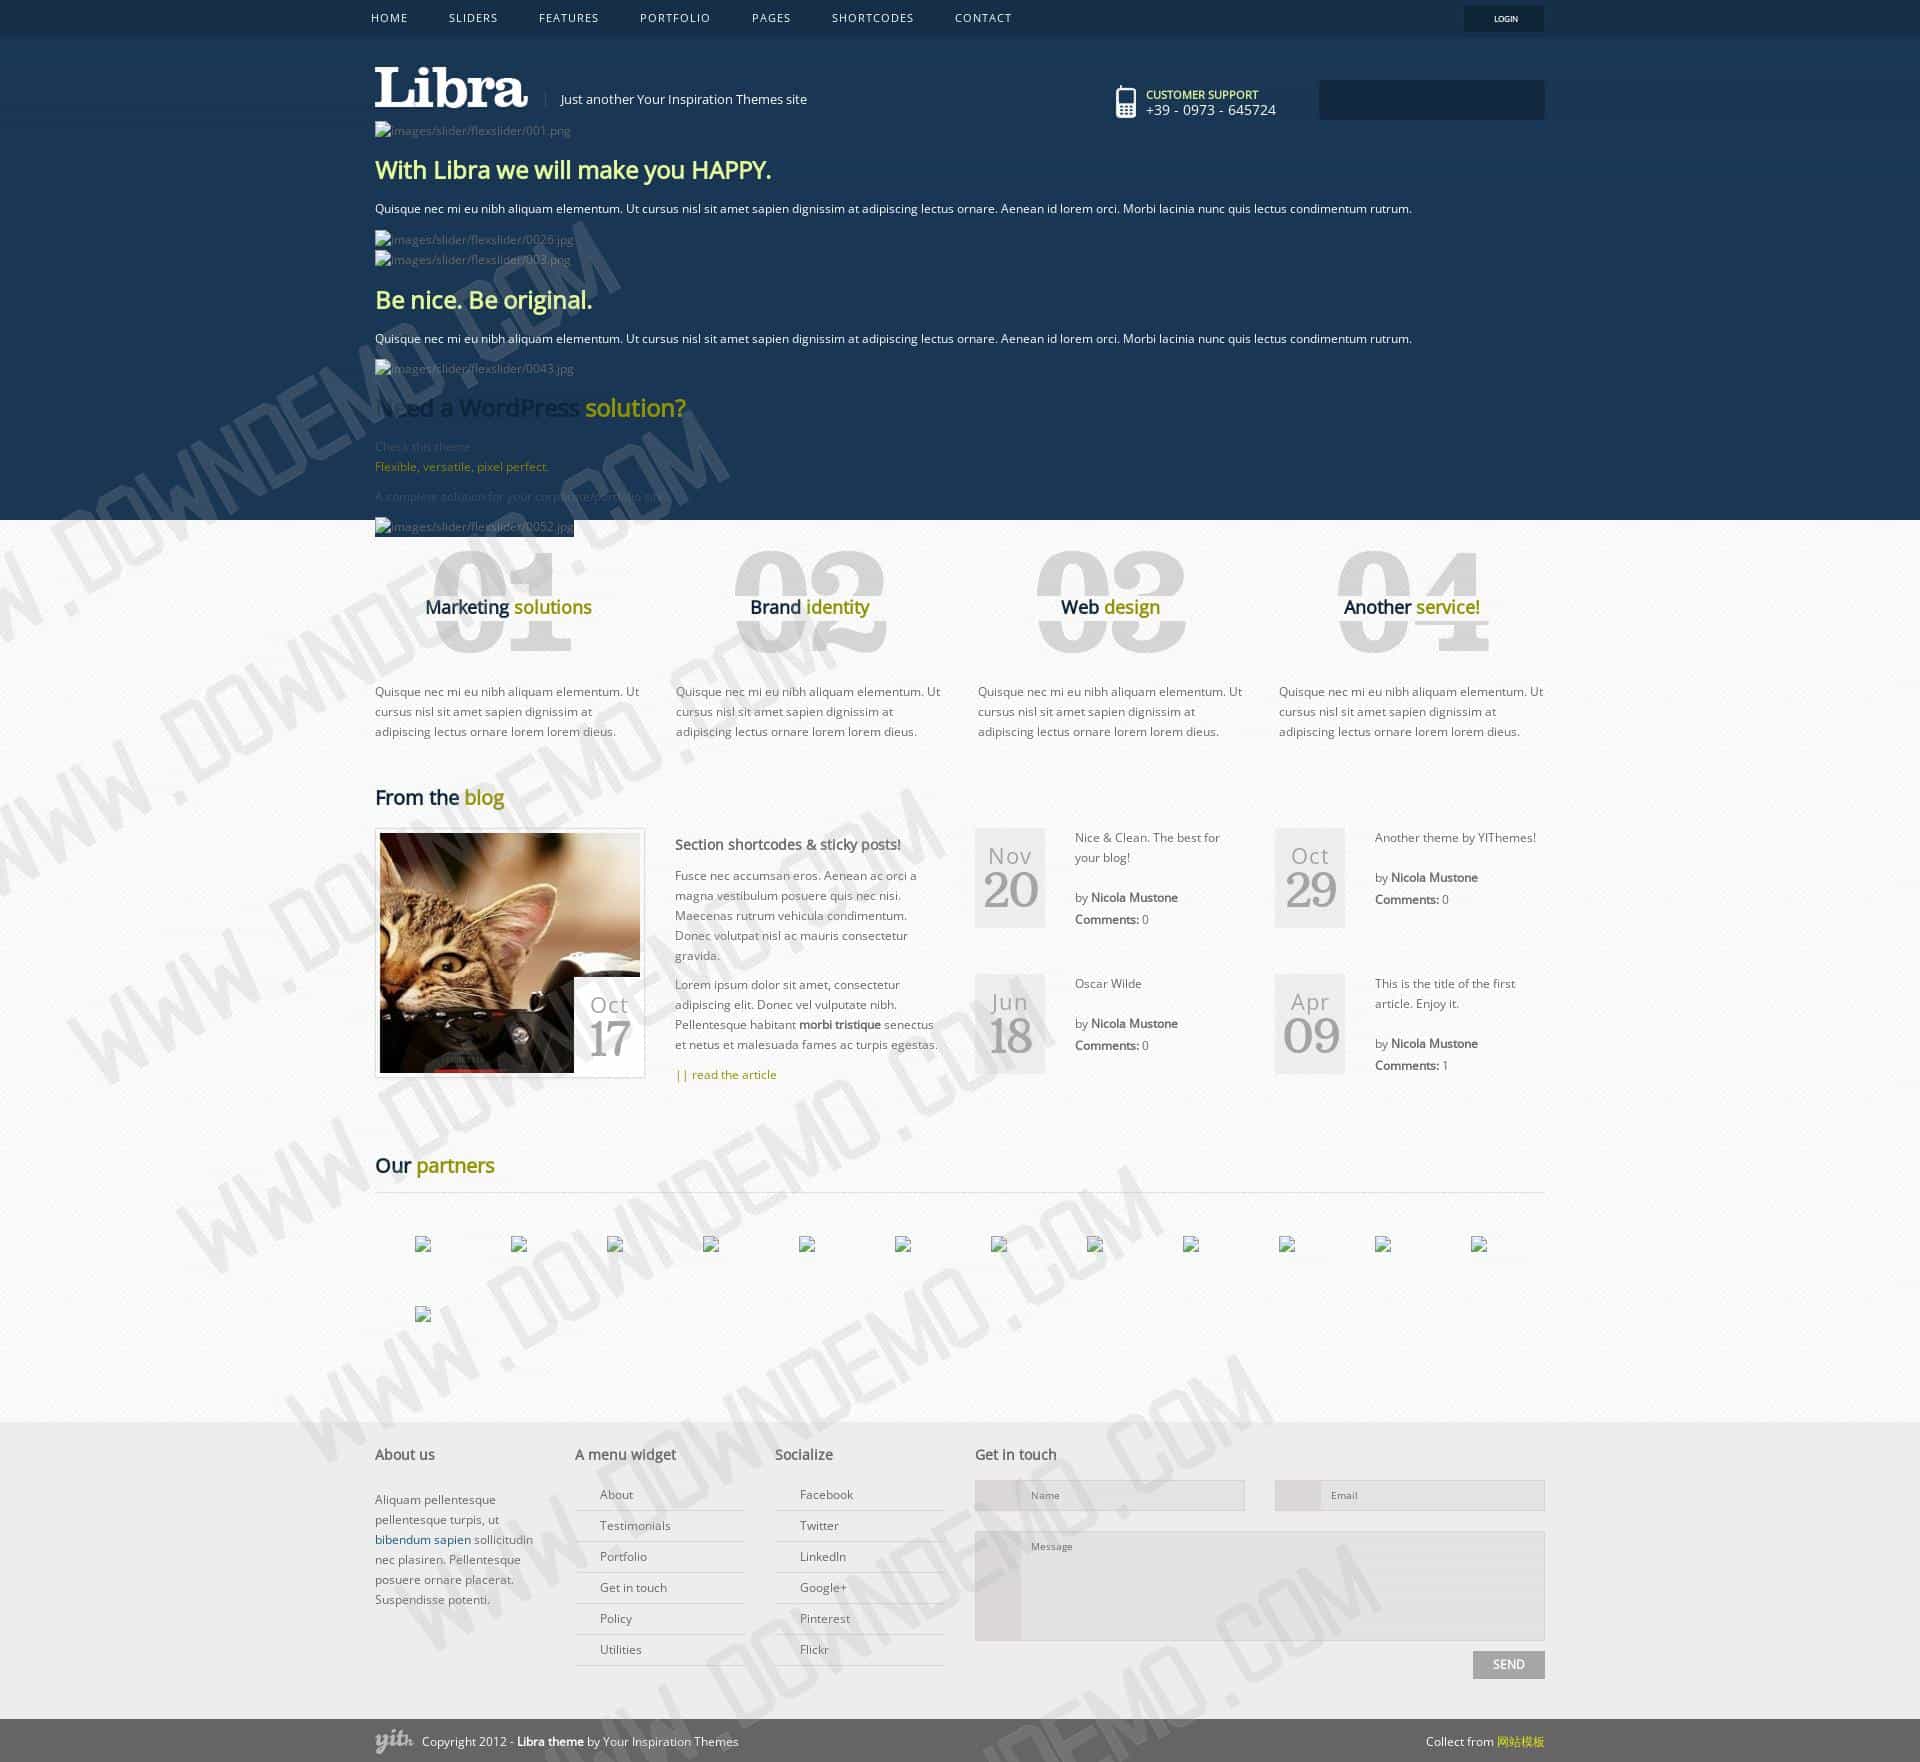 HOME SLIDERS FEATURES PORTFOLIO PAGES SHORTCODES CONTACT LOGIN
Libra
Just another Your Inspiration Themes site
CUSTOMER SUPPORT
+39 - 0973 - 645724
images/slider/flexslider/001.png
With Libra we will make you HAPPY.
Quisque nec mi eu nibh aliquam elementum. Ut cursus nisl sit amet sapien dignissim at adipiscing lectus ornare. Aenean id lorem orci. Morbi lacinia nunc quis lectus condimentum rutrum.
images/slider/flexslider/0026.jpg
images/slider/flexslider/003.png
Be nice. Be original.
Quisque nec mi eu nibh aliquam elementum. Ut cursus nisl sit amet sapien dignissim at adipiscing lectus ornare. Aenean id lorem orci. Morbi lacinia nunc quis lectus condimentum rutrum.
images/slider/flexslider/0043.jpg
Need a WordPress solution?
Check this theme
Flexible, versatile, pixel perfect.
A complete solution for your corporate/portfolio site
images/slider/flexslider/0052.jpg
01
Marketing solutions
Quisque nec mi eu nibh aliquam elementum. Ut
cursus nisl sit amet sapien dignissim at
adipiscing lectus ornare lorem lorem dieus.
02
Brand identity
Quisque nec mi eu nibh aliquam elementum. Ut
cursus nisl sit amet sapien dignissim at
adipiscing lectus ornare lorem lorem dieus.
03
Web design
Quisque nec mi eu nibh aliquam elementum. Ut
cursus nisl sit amet sapien dignissim at
adipiscing lectus ornare lorem lorem dieus.
04
Another service!
Quisque nec mi eu nibh aliquam elementum. Ut
cursus nisl sit amet sapien dignissim at
adipiscing lectus ornare lorem lorem dieus.
From the blog
Oct
17
Section shortcodes & sticky posts!
Fusce nec accumsan eros. Aenean ac orci a
magna vestibulum posuere quis nec nisi.
Maecenas rutrum vehicula condimentum.
Donec volutpat nisl ac mauris consectetur
gravida.
Lorem ipsum dolor sit amet, consectetur
adipiscing elit. Donec vel vulputate nibh.
Pellentesque habitant morbi tristique senectus
et netus et malesuada fames ac turpis egestas.
|| read the article
Nov
20
Nice & Clean. The best for
your blog!
by Nicola Mustone
Comments: 0
Oct
29
Another theme by YIThemes!
by Nicola Mustone
Comments: 0
Jun
18
Oscar Wilde
by Nicola Mustone
Comments: 0
Apr
09
This is the title of the first
article. Enjoy it.
by Nicola Mustone
Comments: 1
Our partners
About us
Aliquam pellentesque
pellentesque turpis, ut
bibendum sapien sollicitudin
nec plasiren. Pellentesque
posuere ornare placerat.
Suspendisse potenti.
A menu widget
About
Testimonials
Portfolio
Get in touch
Policy
Utilities
Socialize
Facebook
Twitter
LinkedIn
Google+
Pinterest
Flickr
Get in touch
Name
Email
Message
SEND
yith Copyright 2012 - Libra theme by Your Inspiration Themes
Collect from 网站模板
WWW.DOWNDEMO.COM
WWW.DOWNDEMO.COM
WWW.DOWNDEMO.COM
WWW.DOWNDEMO.COM
WWW.DOWNDEMO.COM
WWW.DOWNDEMO.COM
WWW.DOWNDEMO.COM